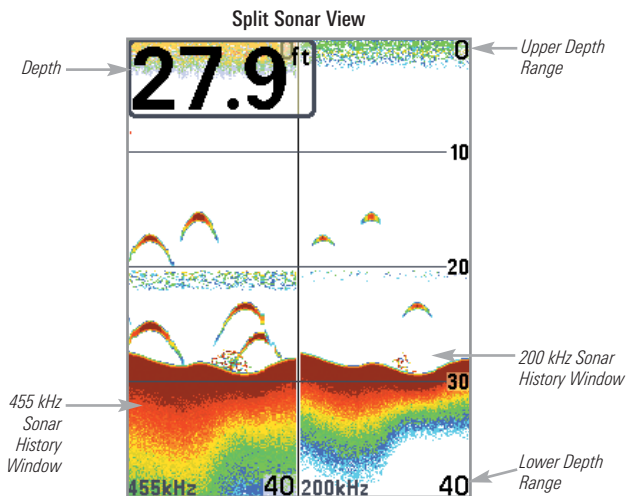 Split Sonar View
Depth
27.9 ft
0
0
Upper Depth
Range
10
20
200 kHz Sonar
History Window
30
455 kHz
Sonar
History
Window
455kHz
40
200kHz
40
Lower Depth
Range